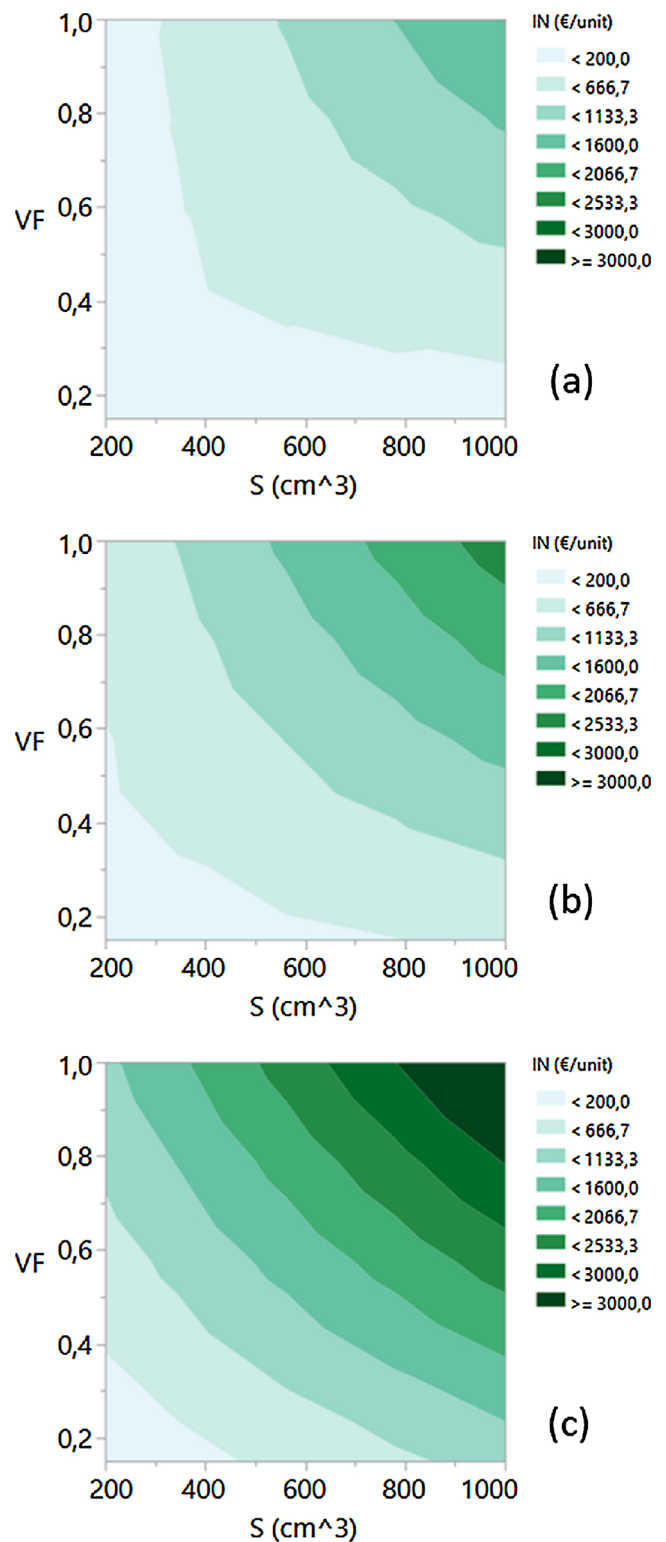 IN (€/unit)
1,0
< 200,0
< 666,7
0,8
< 1133,3
< 1600,0
< 2066,7
VF 0,6
< 2533,3
< 3000,0
>= 3000,0
0,4
(a)
0,2
200 400 600 800 1000
S (cm^3)
IN (€/unit)
1,0
< 200,0
< 666,7
0,8
< 1133,3
< 1600,0
< 2066,7
VF 0,6
< 2533,3
< 3000,0
>= 3000,0
0,4
(b)
0,2
200 400 600 800 1000
S (cm^3)
IN (€/unit)
1,0
< 200,0
< 666,7
0,8
< 1133,3
< 1600,0
< 2066,7
VF 0,6
< 2533,3
< 3000,0
>= 3000,0
0,4
(c)
0,2
200 400 600 800 1000
S (cm^3)